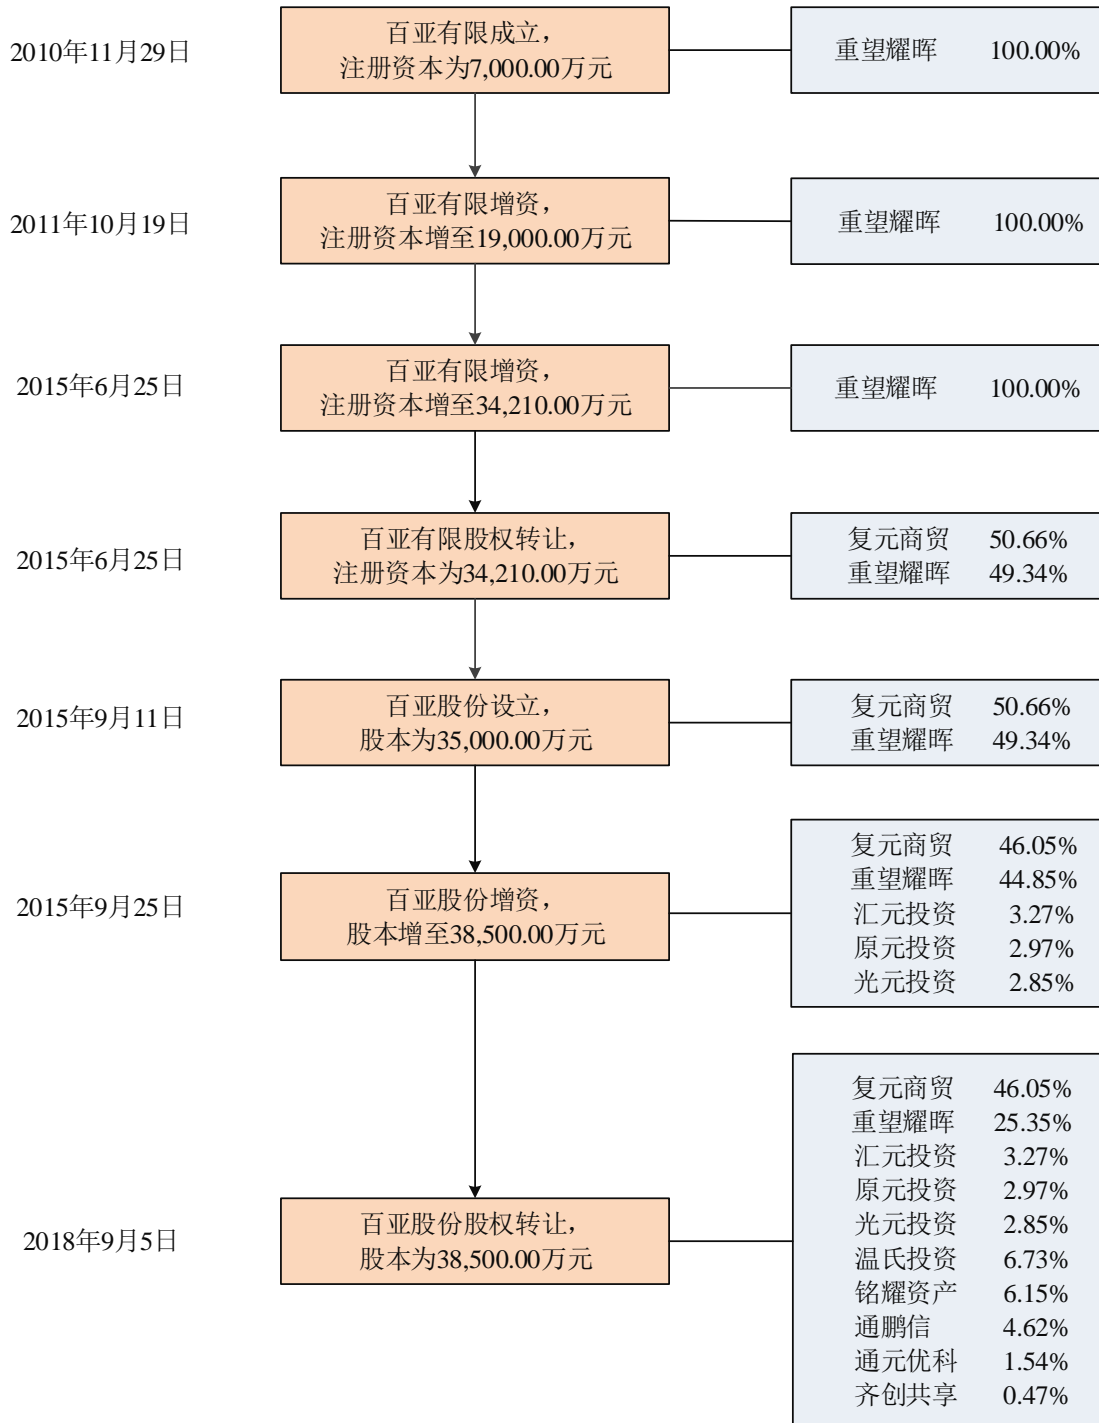 2010年11月29日
百亚有限成立，
注册资本为7,000.00万元
重望耀晖 100.00%
2011年10月19日
百亚有限增资，
注册资本增至19,000.00万元
重望耀晖 100.00%
2015年6月25日
百亚有限增资，
注册资本增至34,210.00万元
重望耀晖 100.00%
2015年6月25日
百亚有限股权转让，
注册资本为34,210.00万元
复元商贸 50.66%
重望耀晖 49.34%
2015年9月11日
百亚股份设立，
股本为35,000.00万元
复元商贸 50.66%
重望耀晖 49.34%
2015年9月25日
百亚股份增资，
股本增至38,500.00万元
复元商贸 46.05%
重望耀晖 44.85%
汇元投资 3.27%
原元投资 2.97%
光元投资 2.85%
2018年9月5日
百亚股份股权转让，
股本为38,500.00万元
复元商贸 46.05%
重望耀晖 25.35%
汇元投资 3.27%
原元投资 2.97%
光元投资 2.85%
温氏投资 6.73%
铭耀资产 6.15%
通鹏信 4.62%
通元优科 1.54%
齐创共享 0.47%